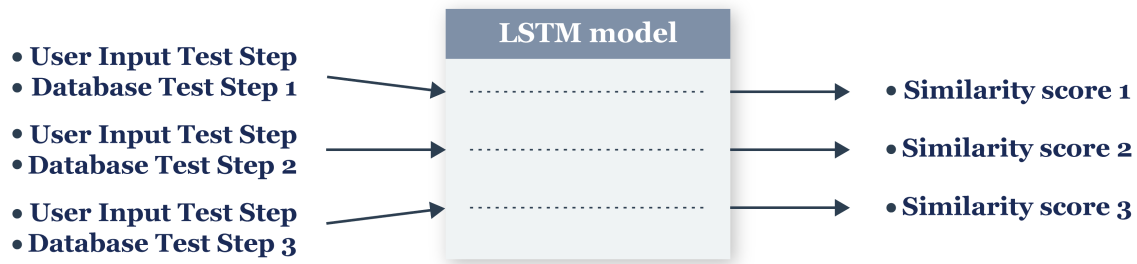 LSTM model
• User Input Test Step
• Database Test Step 1
• User Input Test Step
• Database Test Step 2
• User Input Test Step
• Database Test Step 3
• Similarity score 1
• Similarity score 2
• Similarity score 3